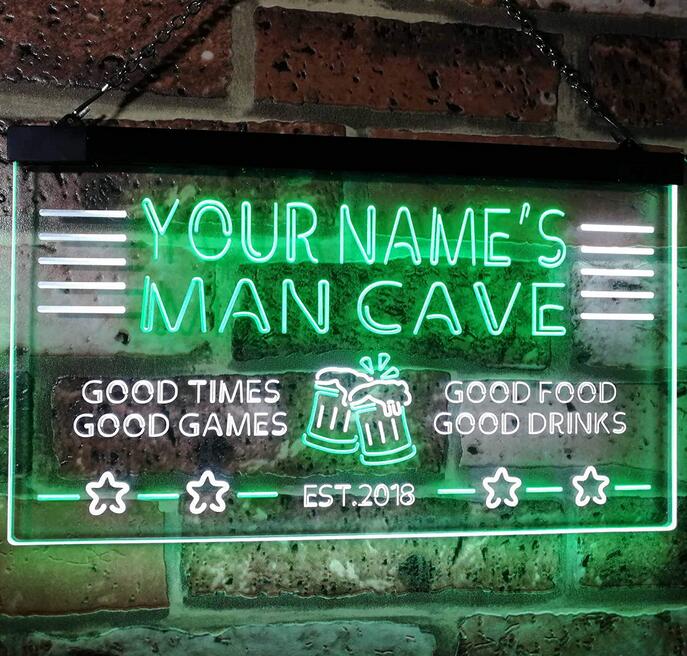 YOUR NAME'S
MAN CAVE
GOOD TIMES
GOOD GAMES
GOOD FOOD
GOOD DRINKS
EST.2018